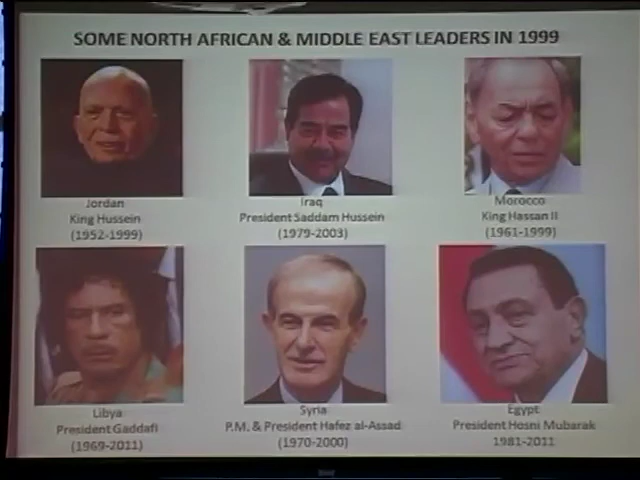 SOME NORTH AFRICAN & MIDDLE EAST LEADERS IN 1999
Jordan
King Hussein
(1952-1999)
Iraq
President Saddam Hussein
(1979-2003)
Morocco
King Hassan II
(1961-1999)
Libya
President Gaddafi
(1969-2011)
Syria
P.M. & President Hafez al-Assad
(1970-2000)
Egypt
President Hosni Mubarak
1981-2011